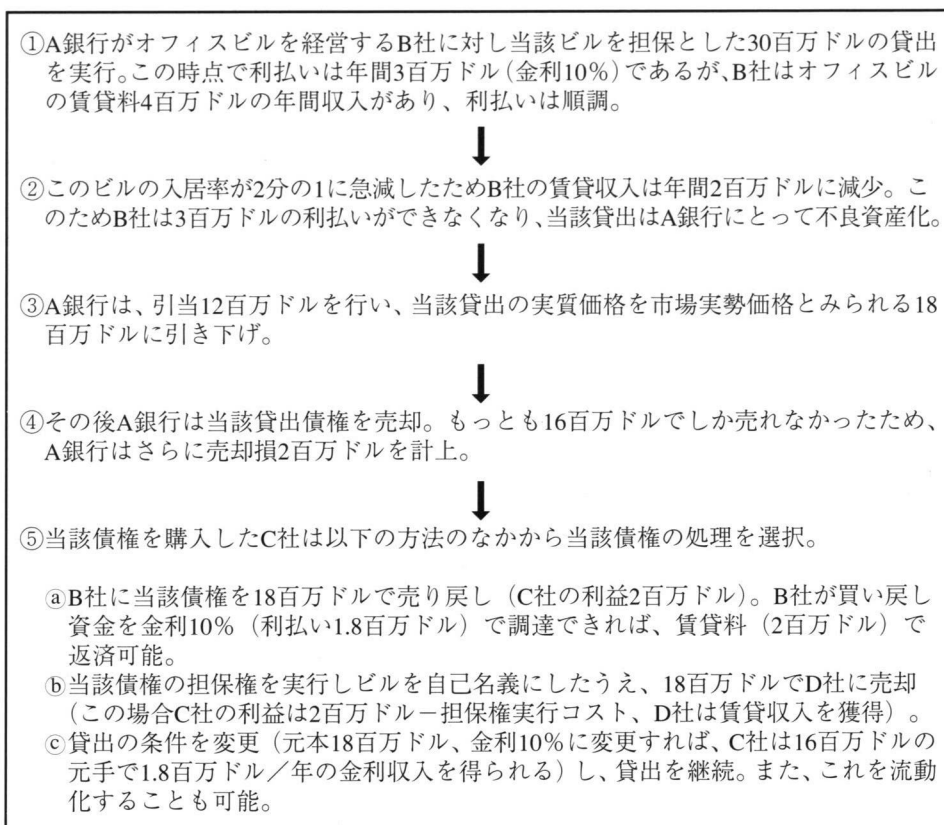 ①A銀行がオフィスビルを経営するB社に対し当該ビルを担保とした30百万ドルの貸出
を実行。この時点で利払いは年間3百万ドル(金利10%)であるが、B社はオフィスビル
の賃貸料4百万ドルの年間収入があり、利払いは順調。
②このビルの入居率が2分の1に急減したためB社の賃貸収入は年間2百万ドルに減少。こ
のためB社は3百万ドルの利払いができなくなり、当該貸出はA銀行にとって不良資産化。
③A銀行は、引当12百万ドルを行い、当該貸出の実質価格を市場実勢価格とみられる18
百万ドルに引き下げ。
④その後A銀行は当該貸出債権を売却。もっとも16百万ドルでしか売れなかったため、
A銀行はさらに売却損2百万ドルを計上。
⑤当該債権を購入したC社は以下の方法のなかから当該債権の処理を選択。
ⓐB社に当該債権を18百万ドルで売り戻し(C社の利益2百万ドル)。B社が買い戻し
資金を金利10%(利払い1.8百万ドル)で調達できれば、賃貸料(2百万ドル)で
返済可能。
ⓑ当該債権の担保権を実行しビルを自己名義にしたうえ、18百万ドルでD社に売却
(この場合C社の利益は2百万ドル-担保権実行コスト、D社は賃貸収入を獲得)。
ⓒ貸出の条件を変更(元本18百万ドル、金利10%に変更すれば、C社は16百万ドルの
元手で1.8百万ドル/年の金利収入を得られる)し、貸出を継続。また、これを流動
化することも可能。